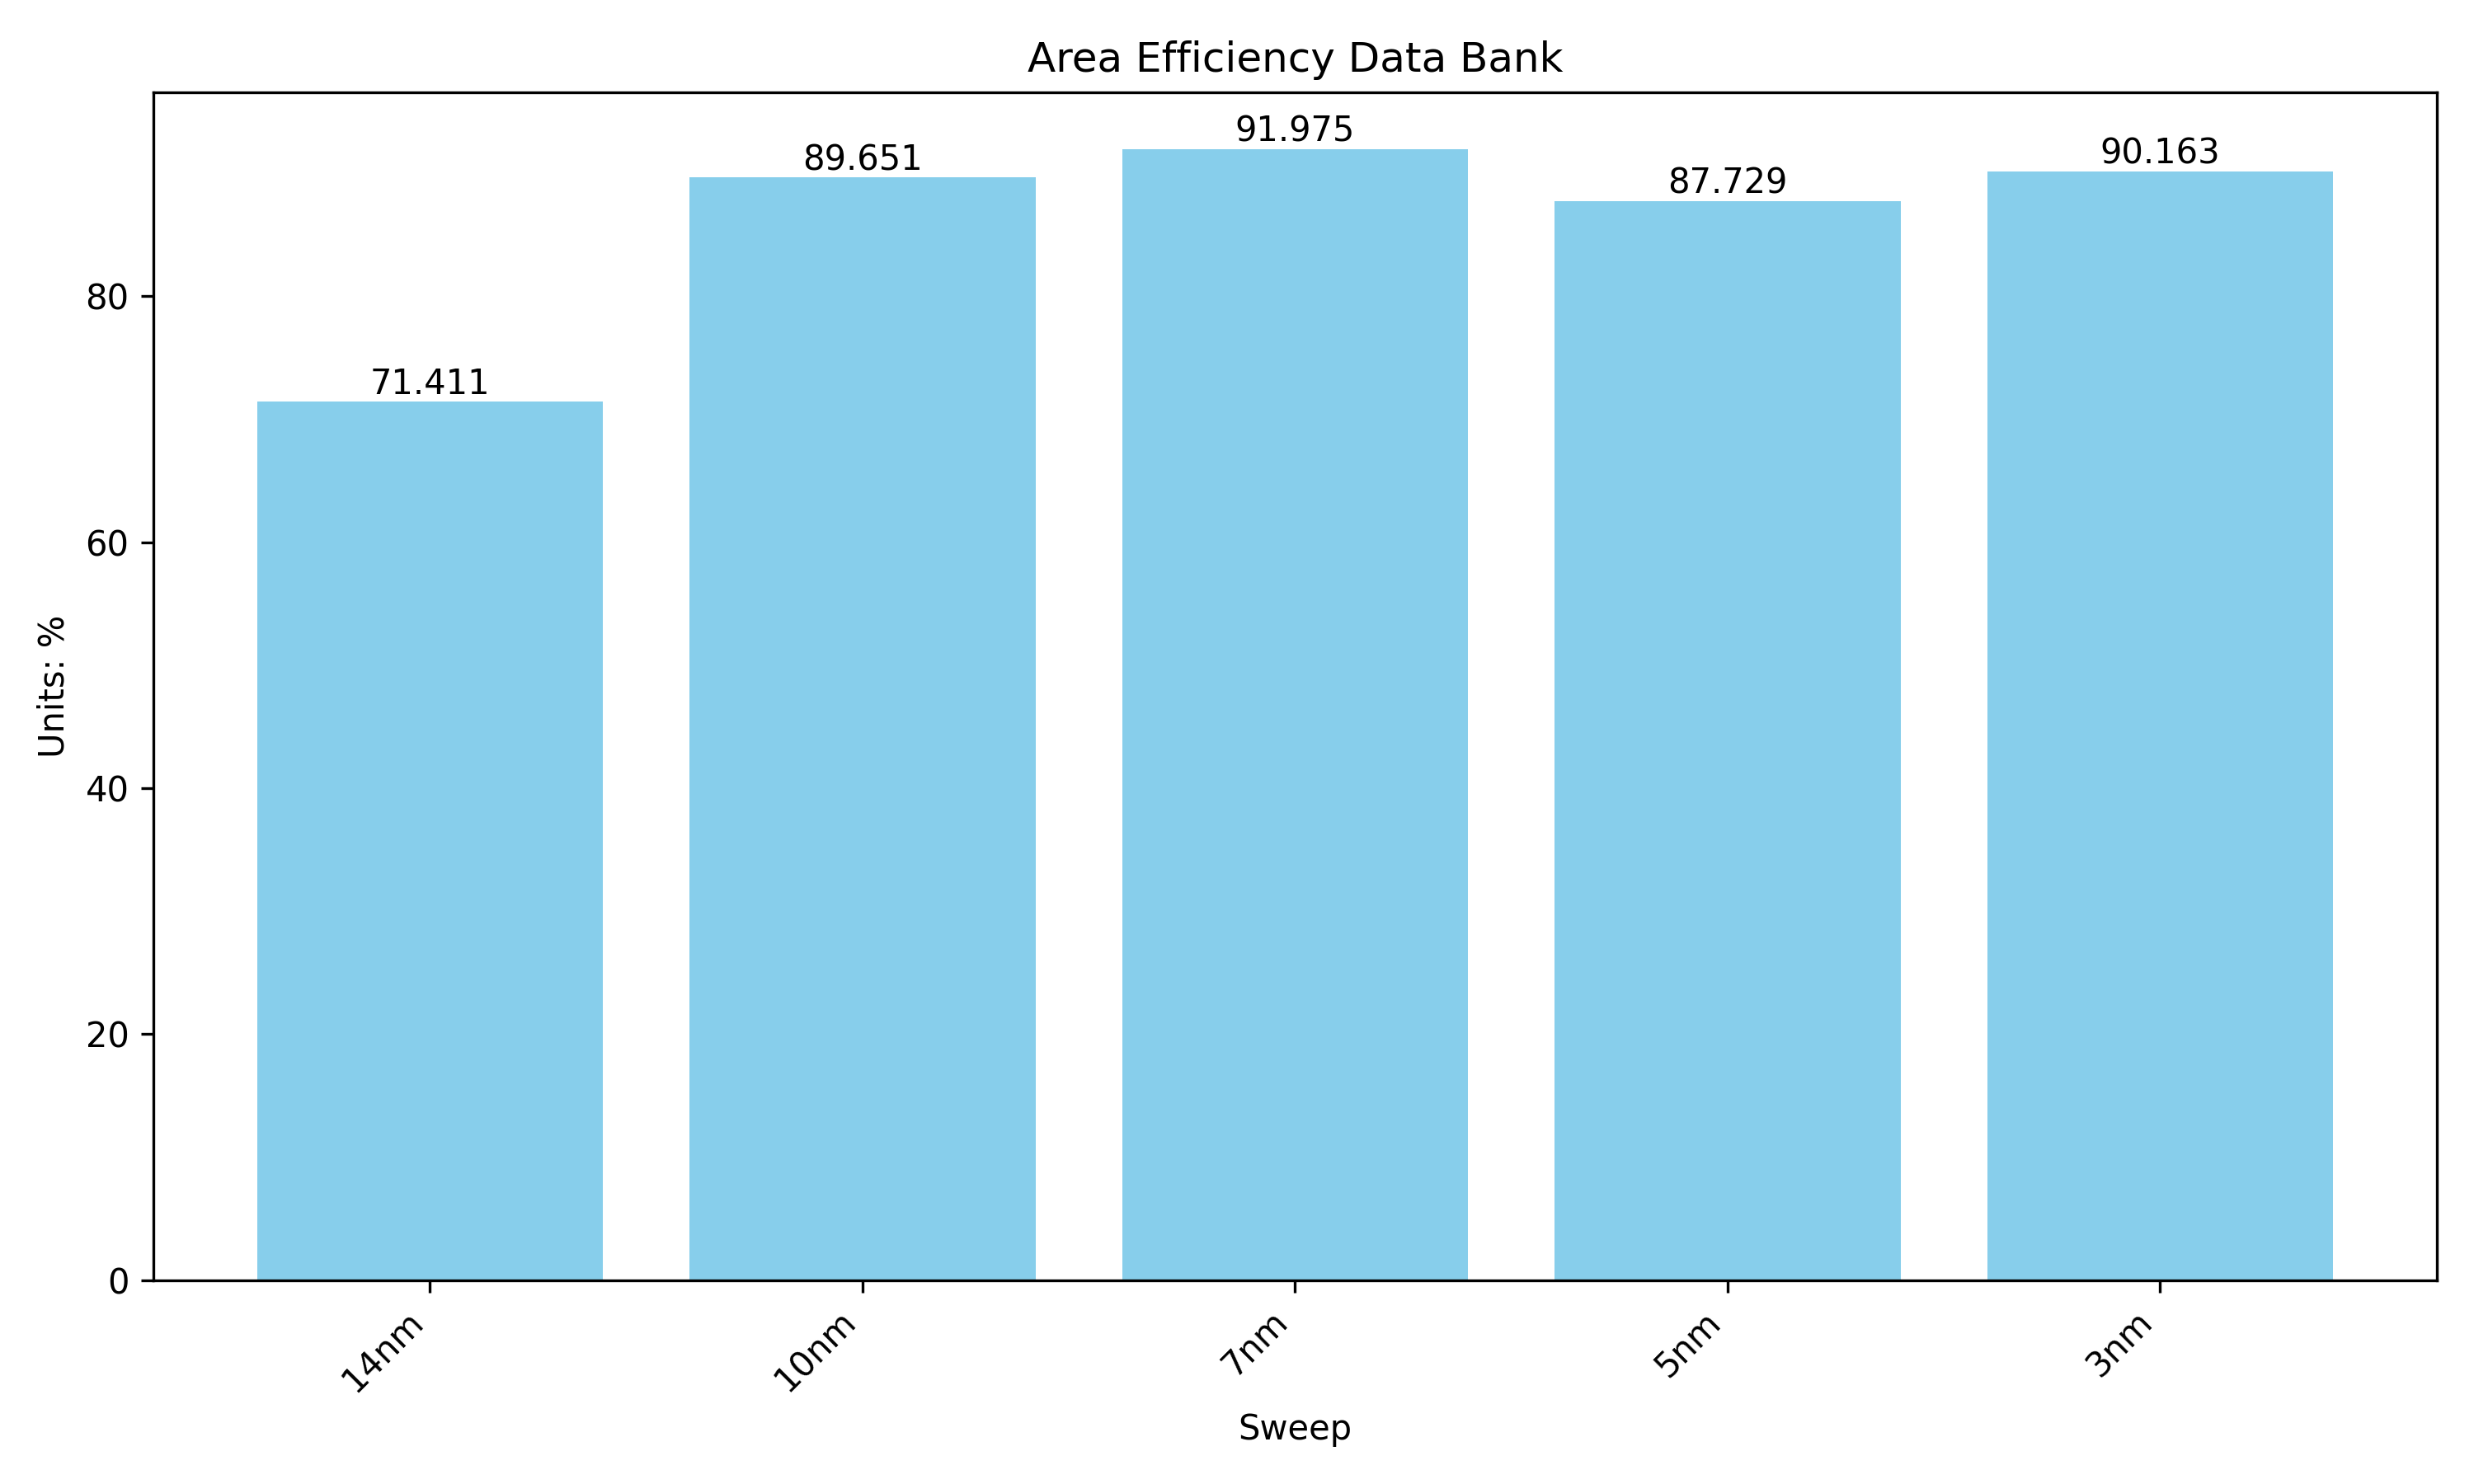 Area Efficiency Data Bank
91.975
89.651
90.163
87.729
71.411
80
60
40
20
0
Units: %
14nm
10nm
7nm
5nm
3nm
Sweep